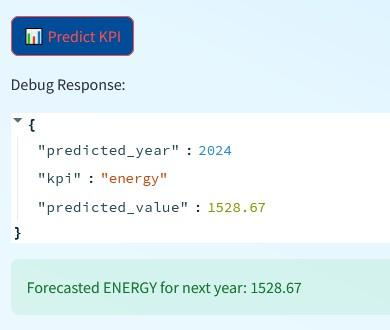 📊 Predict KPI
Debug Response:
{
"predicted_year" : 2024
"kpi" : "energy"
"predicted_value" : 1528.67
}
Forecasted ENERGY for next year: 1528.67